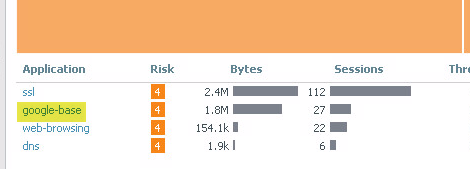 Application Risk Bytes Sessions Thr
ssl 4 2.4M 112
google-base 4 1.8M 27
web-browsing 4 154.1k 22
dns 4 1.9k 6